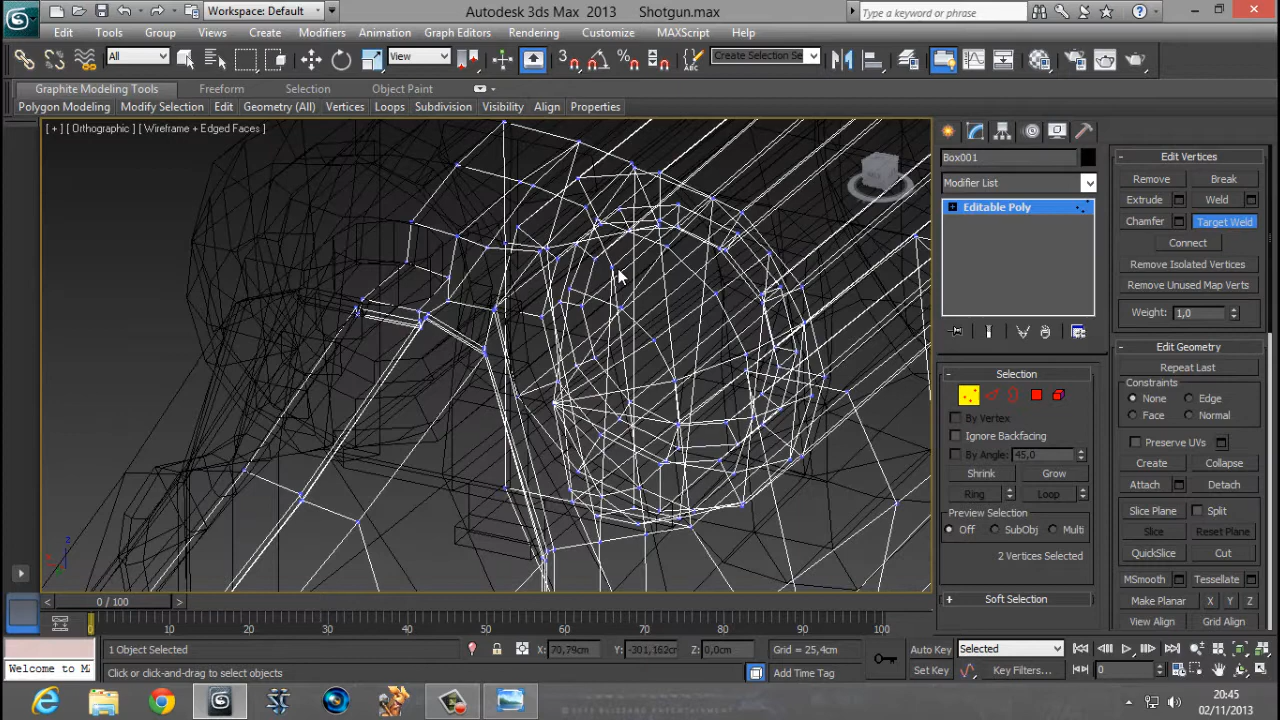 Workspace: Default
Autodesk 3ds Max 2013 Shotgun.max
Type a keyword or phrase
Edit Tools Group Views Create Modifiers Animation Graph Editors Rendering Customize MAXScript Help
All View Create Selection Se
Graphite Modeling Tools Freeform Selection Object Paint
Polygon Modeling Modify Selection Edit Geometry (All) Vertices Loops Subdivision Visibility Align Properties
[ + ] [ Orthographic ] [ Wireframe + Edged Faces ]
Box001
Modifier List
Editable Poly
Selection
By Vertex
Ignore Backfacing
By Angle: 45,0
Shrink Grow
Ring Loop
Preview Selection
Off SubObj Multi
2 Vertices Selected
Soft Selection
Edit Vertices
Remove Break
Extrude Weld
Chamfer Target Weld
Connect
Remove Isolated Vertices
Remove Unused Map Verts
Weight: 1,0
Edit Geometry
Repeat Last
Constraints
None Edge
Face Normal
Preserve UVs
Create Collapse
Attach Detach
Slice Plane Split
Slice Reset Plane
QuickSlice Cut
MSmooth Tessellate
Make Planar X Y Z
View Align Grid Align
< 0 / 100 >
0 10 20 30 40 50 60 70 80 90 100
1 Object Selected X: 70,79cm Y: -301,162cr Z: 0,0cm Grid = 25,4cm Auto Key Selected
Welcome to M Click or click-and-drag to select objects Add Time Tag Set Key Key Filters... 0
20:45
02/11/2013